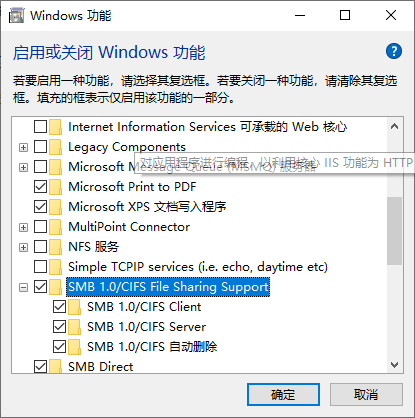 Windows 功能
启用或关闭 Windows 功能
若要启用一种功能，请选择其复选框。若要关闭一种功能，请清除其复选
框。填充的框表示仅启用该功能的一部分。
Internet Information Services 可承载的 Web 核心
Legacy Components
对应用程序进行编程，以利用核心 IIS 功能为 HTTP
Microsoft Message Queue (MSMQ) 服务器
Microsoft Print to PDF
Microsoft XPS 文档写入程序
MultiPoint Connector
NFS 服务
Simple TCPIP services (i.e. echo, daytime etc)
SMB 1.0/CIFS File Sharing Support
SMB 1.0/CIFS Client
SMB 1.0/CIFS Server
SMB 1.0/CIFS 自动删除
SMB Direct
确定
取消